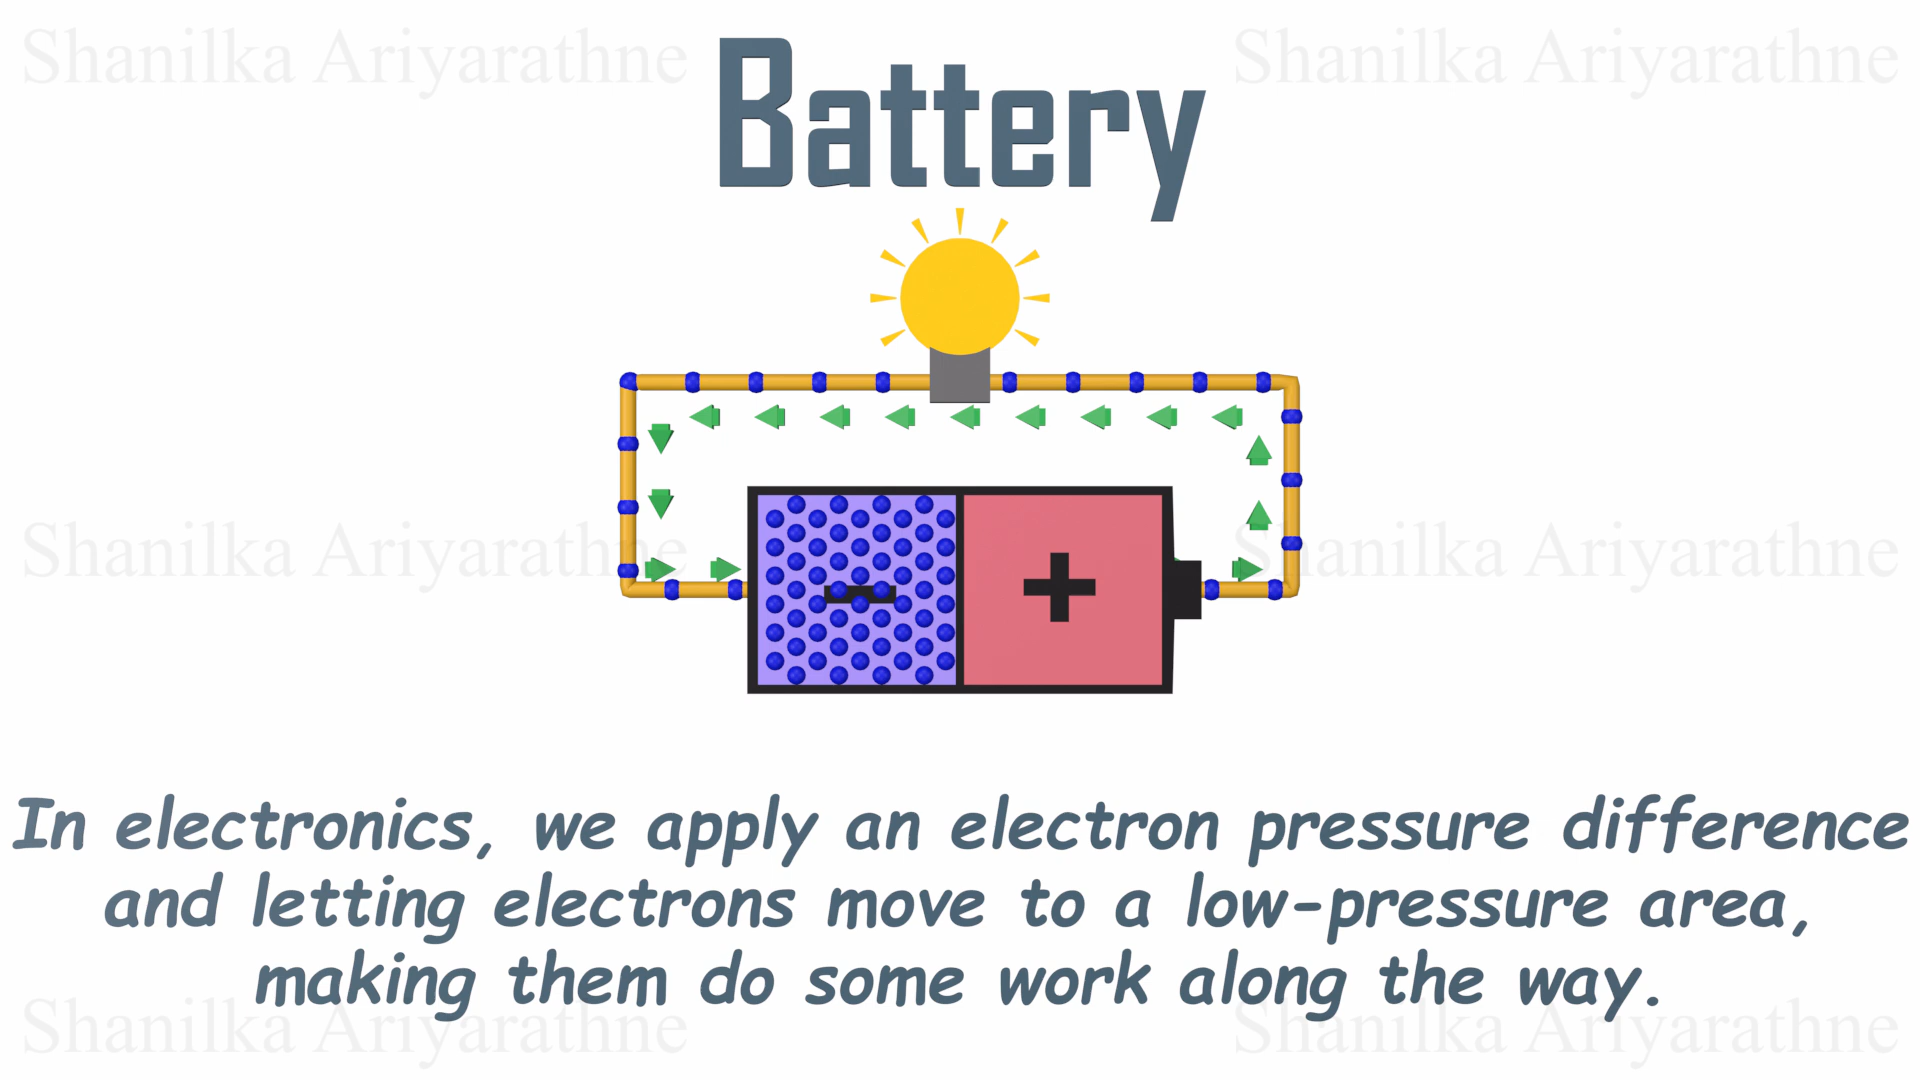 Shanilka Ariyarathne
Shanilka Ariyarathne
Battery
+
-
Shanilka Ariyarathne
Shanilka Ariyarathne
In electronics, we apply an electron pressure difference
and letting electrons move to a low-pressure area,
making them do some work along the way.
Shanilka Ariyarathne
Shanilka Ariyarathne